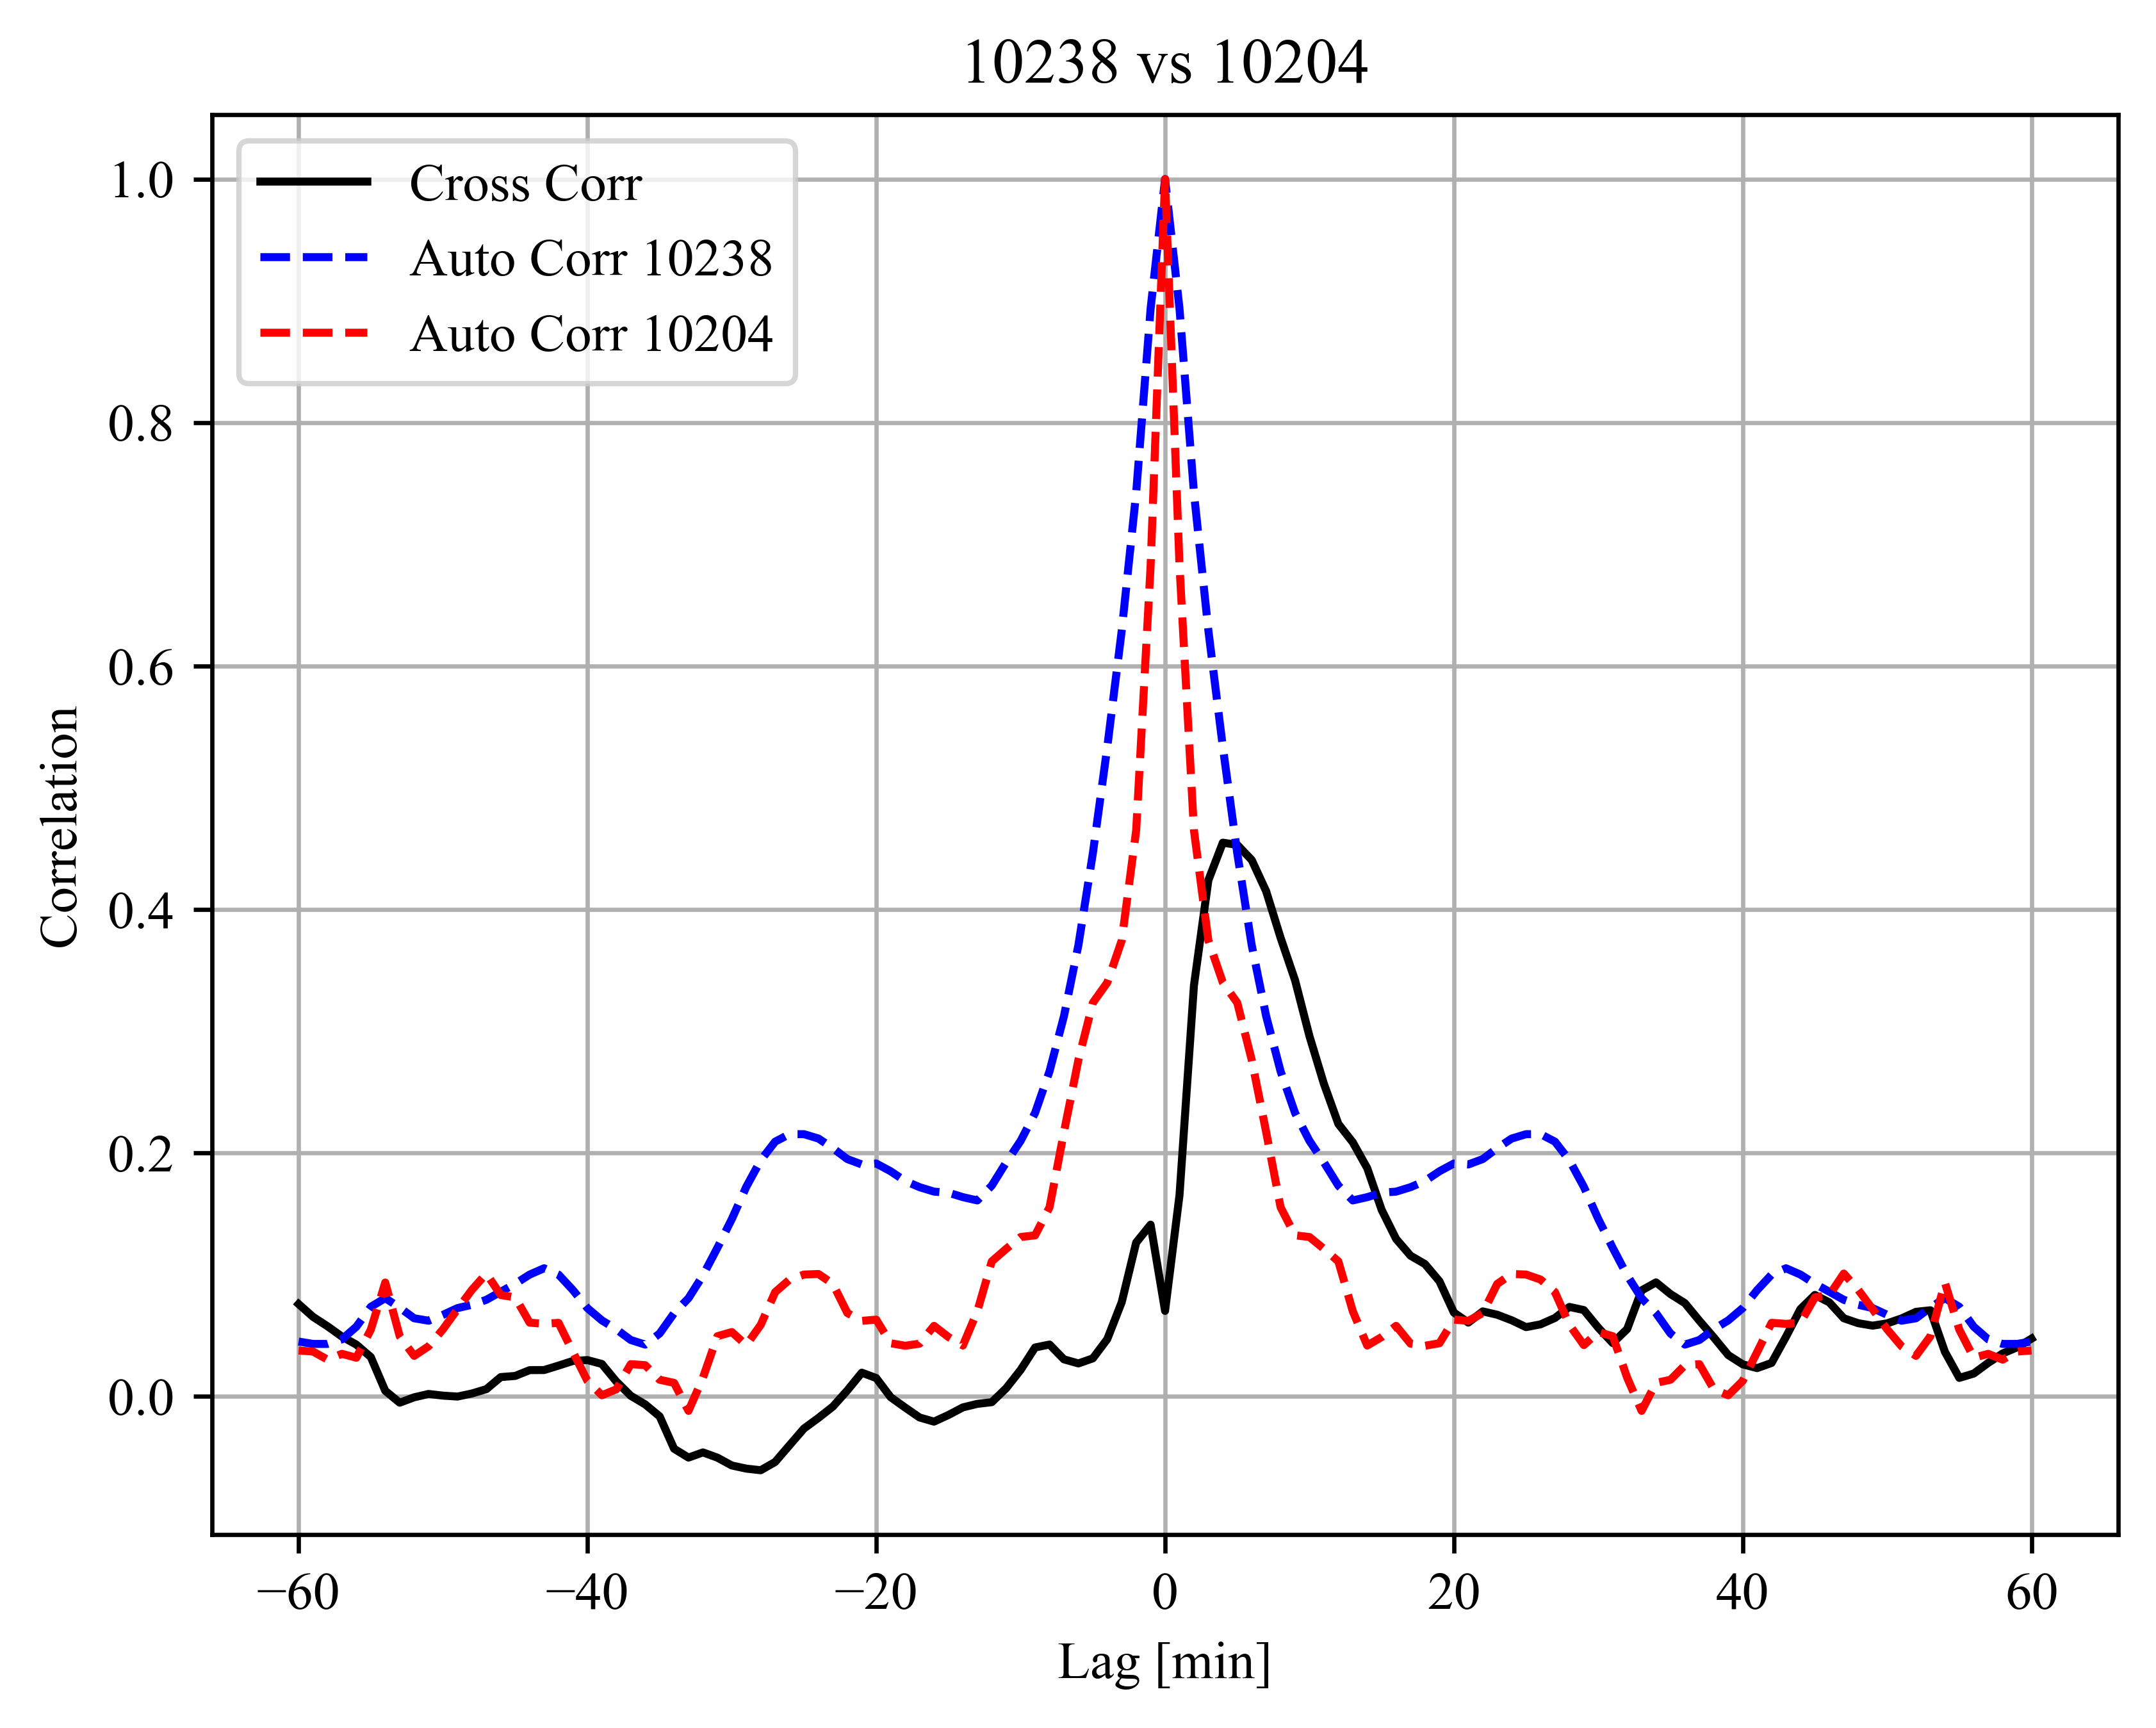 10238 vs 10204
Cross Corr
Auto Corr 10238
Auto Corr 10204
1.0
0.8
0.6
0.4
0.2
0.0
Correlation
−60 −40 −20 0 20 40 60
Lag [min]